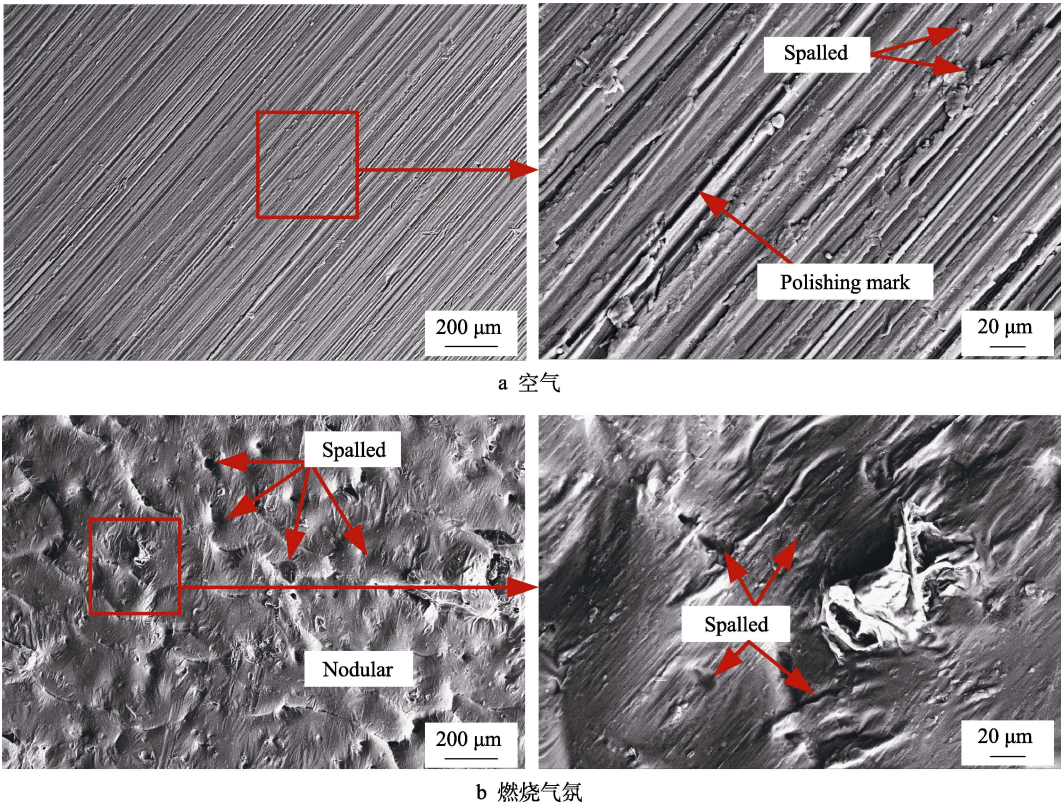 Spalled
Polishing mark
200 μm
20 μm
a 空气
Spalled
Nodular
Spalled
200 μm
20 μm
b 燃烧气氛